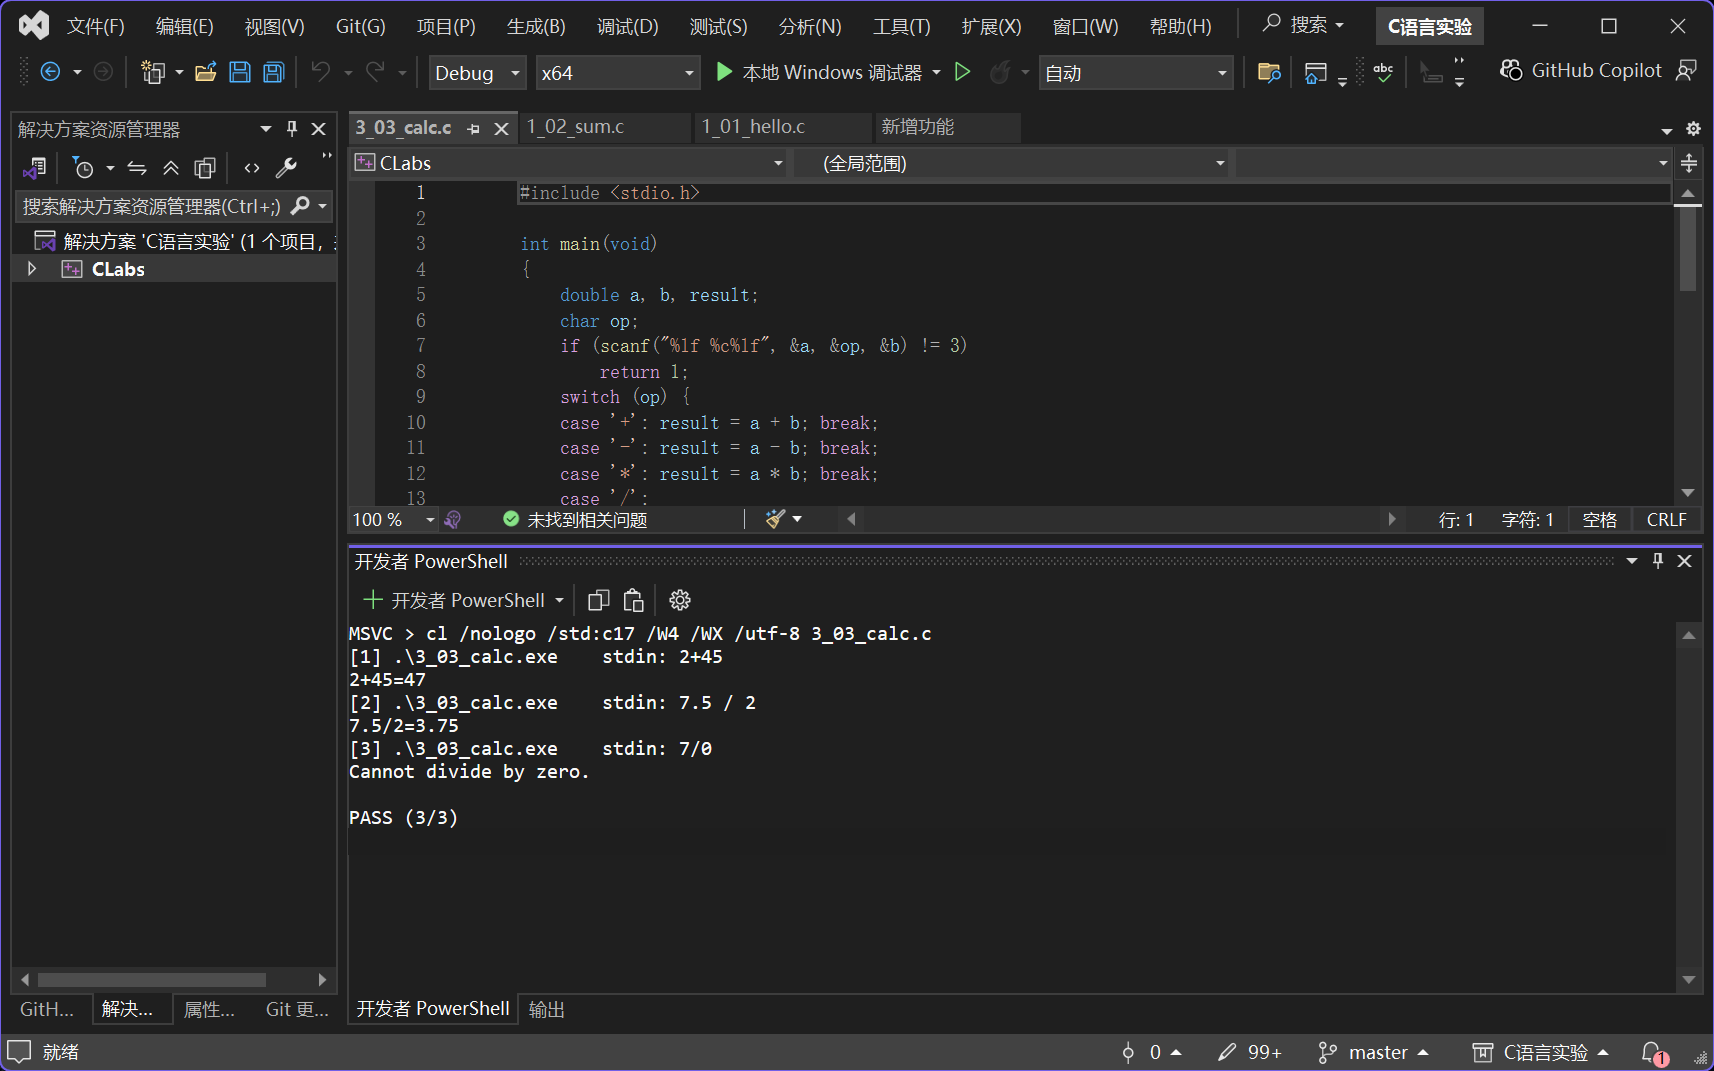 文件(F) 编辑(E) 视图(V) Git(G) 项目(P) 生成(B) 调试(D) 测试(S) 分析(N) 工具(T) 扩展(X) 窗口(W) 帮助(H) 搜索 C语言实验
Debug x64 本地 Windows 调试器 自动 abc GitHub Copilot
解决方案资源管理器
搜索解决方案资源管理器(Ctrl+;)
解决方案 'C语言实验' (1 个项目,
CLabs
3_03_calc.c 1_02_sum.c 1_01_hello.c 新增功能
CLabs (全局范围)
1 #include <stdio.h>
2
3 int main(void)
4 {
5 double a, b, result;
6 char op;
7 if (scanf("%lf %c%lf", &a, &op, &b) != 3)
8 return 1;
9 switch (op) {
10 case '+': result = a + b; break;
11 case '-': result = a - b; break;
12 case '*': result = a * b; break;
13 case '/':
100 % 未找到相关问题 行: 1 字符: 1 空格 CRLF
开发者 PowerShell
开发者 PowerShell
MSVC > cl /nologo /std:c17 /W4 /WX /utf-8 3_03_calc.c
[1] .\3_03_calc.exe stdin: 2+45
2+45=47
[2] .\3_03_calc.exe stdin: 7.5 / 2
7.5/2=3.75
[3] .\3_03_calc.exe stdin: 7/0
Cannot divide by zero.
PASS (3/3)
GitH... 解决... 属性... Git 更... 开发者 PowerShell 输出
就绪 0 99+ master C语言实验 1